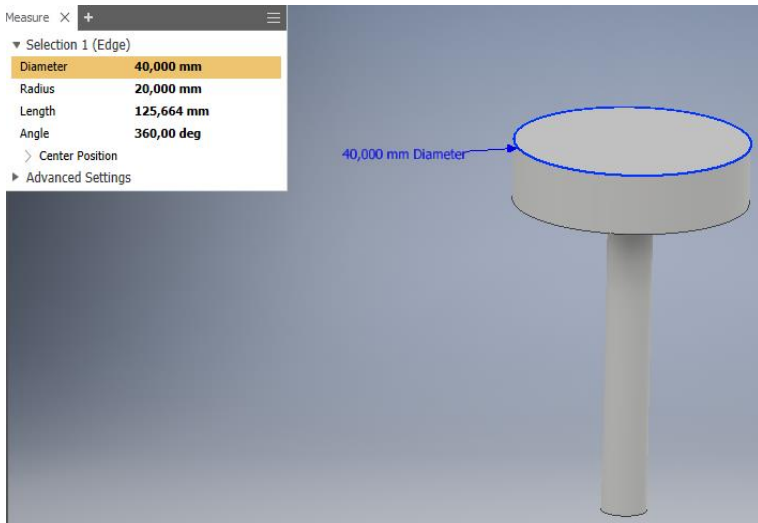 Measure
Selection 1 (Edge)
Diameter 40,000 mm
Radius 20,000 mm
Length 125,664 mm
Angle 360,00 deg
Center Position
Advanced Settings
40,000 mm Diameter